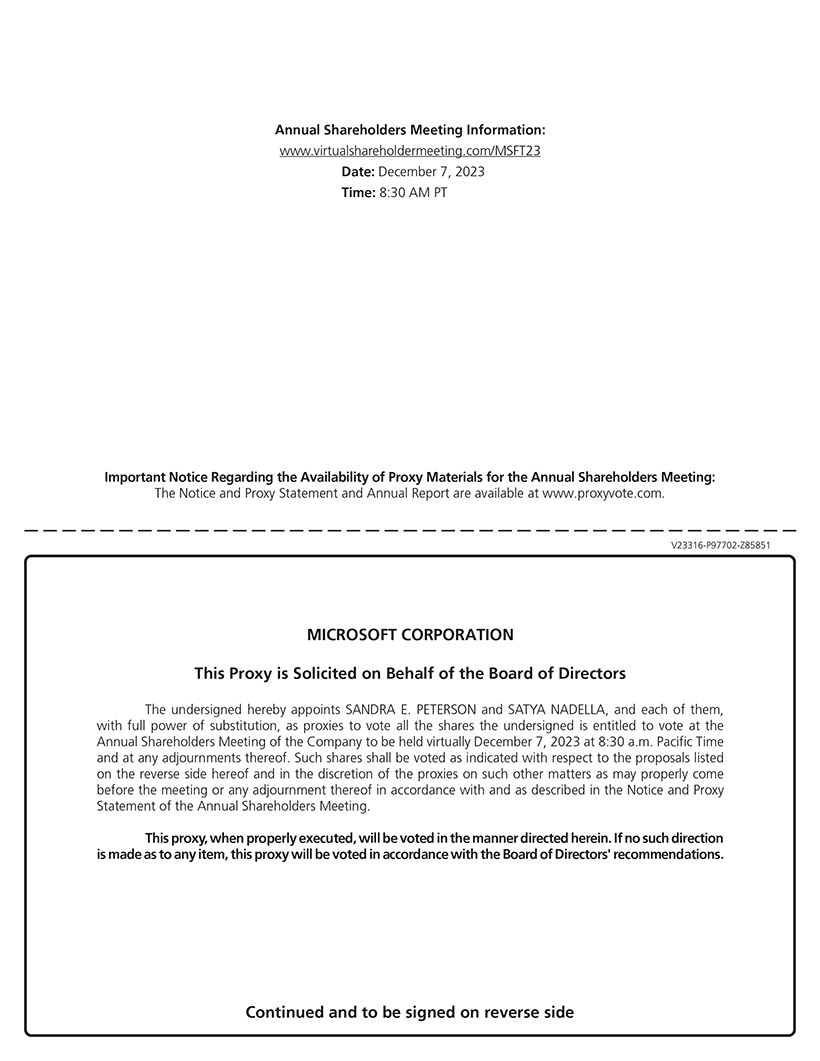 Annual Shareholders Meeting Information:
www.virtualshareholdermeeting.com/MSFT23
Date: December 7, 2023
Time: 8:30 AM PT
Important Notice Regarding the Availability of Proxy Materials for the Annual Shareholders Meeting:
The Notice and Proxy Statement and Annual Report are available at www.proxyvote.com.
V23316-P97702-Z85851
MICROSOFT CORPORATION
This Proxy is Solicited on Behalf of the Board of Directors
The undersigned hereby appoints SANDRA E. PETERSON and SATYA NADELLA, and each of them,
with full power of substitution, as proxies to vote all the shares the undersigned is entitled to vote at the
Annual Shareholders Meeting of the Company to be held virtually December 7, 2023 at 8:30 a.m. Pacific Time
and at any adjournments thereof. Such shares shall be voted as indicated with respect to the proposals listed
on the reverse side hereof and in the discretion of the proxies on such other matters as may properly come
before the meeting or any adjournment thereof in accordance with and as described in the Notice and Proxy
Statement of the Annual Shareholders Meeting.
This proxy, when properly executed, will be voted in the manner directed herein. If no such direction
is made as to any item, this proxy will be voted in accordance with the Board of Directors' recommendations.
Continued and to be signed on reverse side